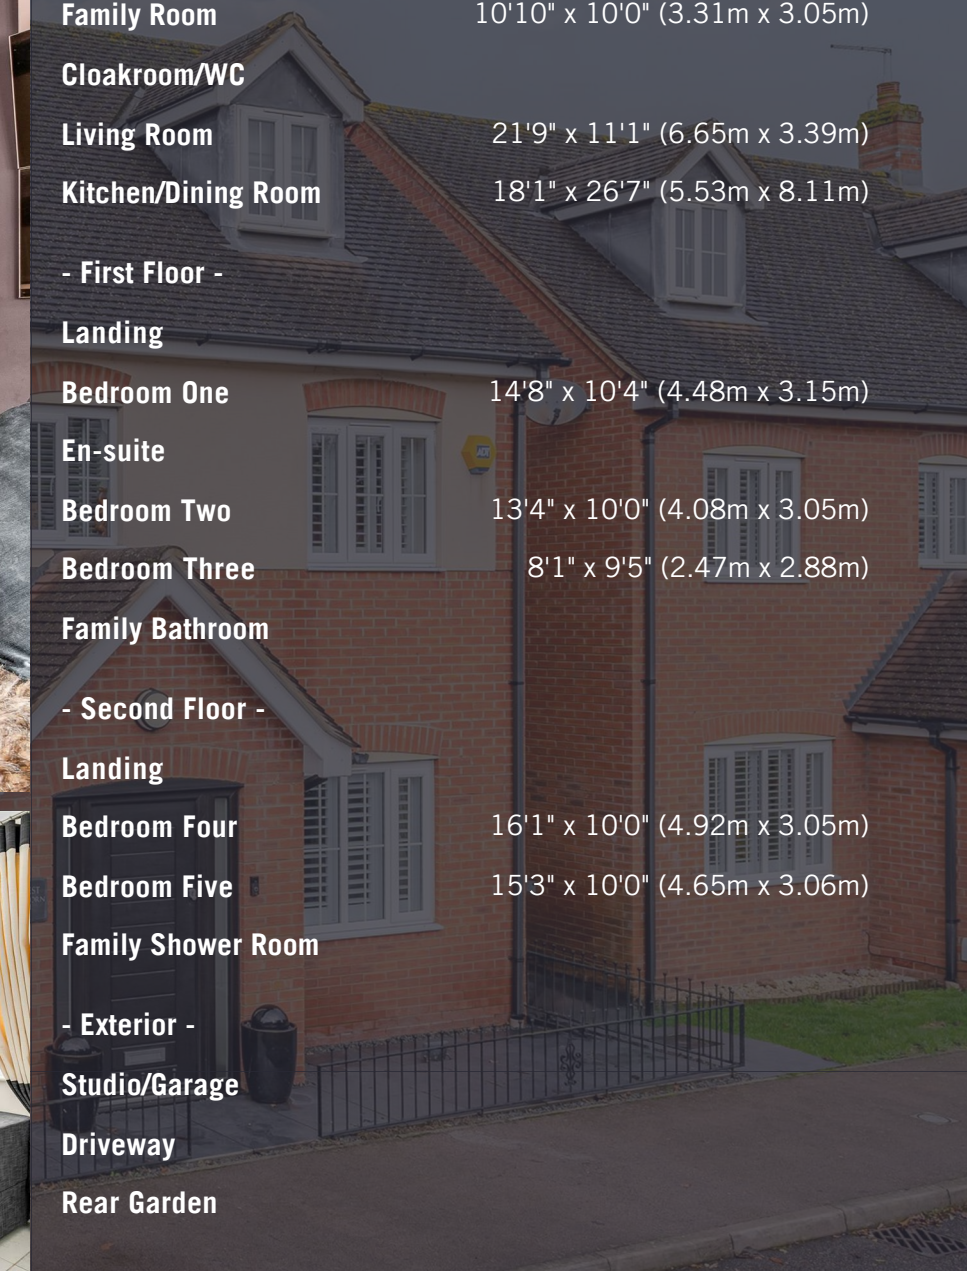 Family Room 10'10" x 10'0" (3.31m x 3.05m)
Cloakroom/WC
Living Room 21'9" x 11'1" (6.65m x 3.39m)
Kitchen/Dining Room 18'1" x 26'7" (5.53m x 8.11m)
- First Floor -
Landing
Bedroom One 14'8" x 10'4" (4.48m x 3.15m)
En-suite
ADT
Bedroom Two 13'4" x 10'0" (4.08m x 3.05m)
Bedroom Three 8'1" x 9'5" (2.47m x 2.88m)
Family Bathroom
- Second Floor -
Landing
Bedroom Four 16'1" x 10'0" (4.92m x 3.05m)
Bedroom Five 15'3" x 10'0" (4.65m x 3.06m)
Family Shower Room
- Exterior -
Studio/Garage
Driveway
Rear Garden